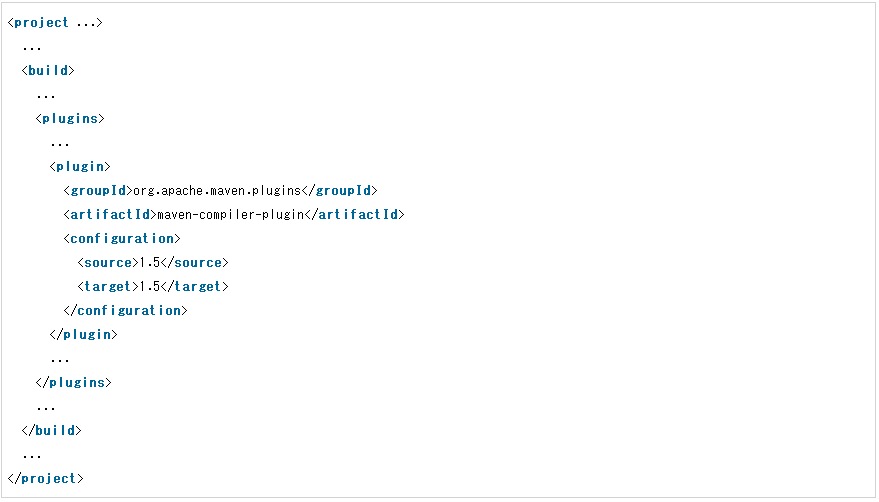 <project ...>
  ...
  <build>
    ...
    <plugins>
      ...
      <plugin>
        <groupId>org.apache.maven.plugins</groupId>
        <artifactId>maven-compiler-plugin</artifactId>
        <configuration>
          <source>1.5</source>
          <target>1.5</target>
        </configuration>
      </plugin>
      ...
    </plugins>
    ...
  </build>
  ...
</project>